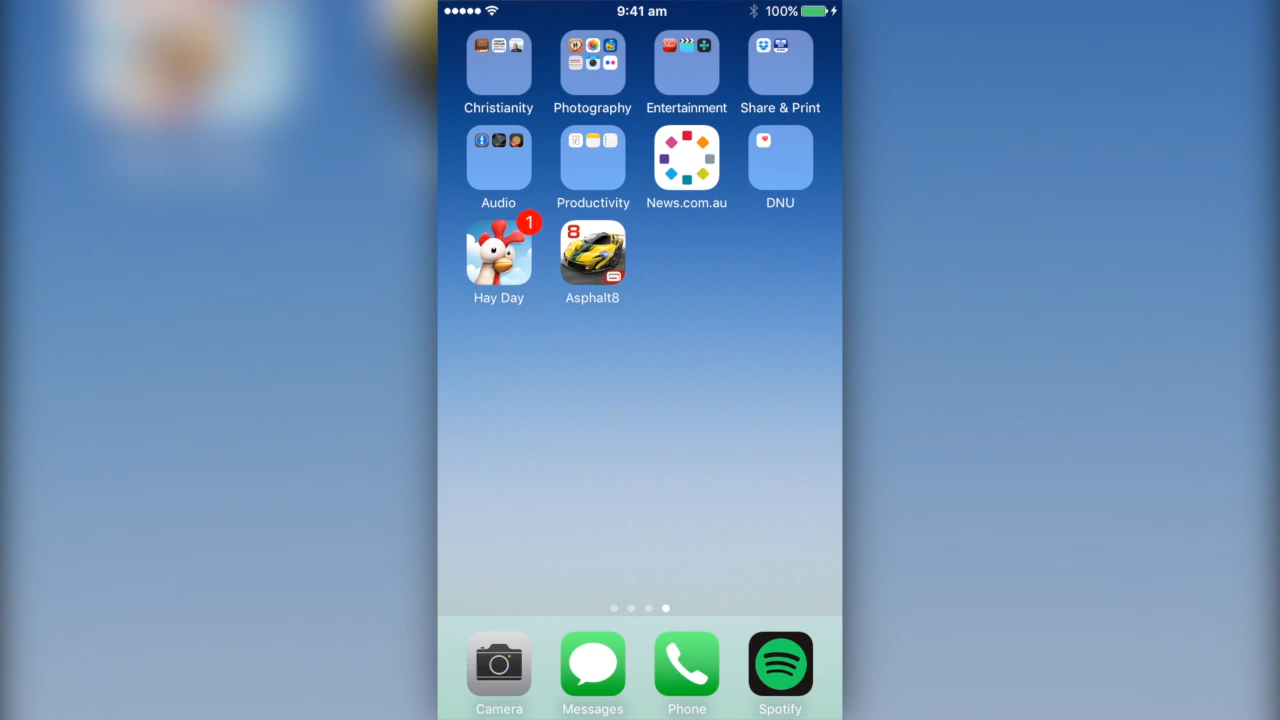 9:41 am
100%
Christianity
Photography
Entertainment
Share & Print
Audio
Productivity
News.com.au
DNU
1
8
Hay Day
Asphalt8
Camera
Messages
Phone
Spotify